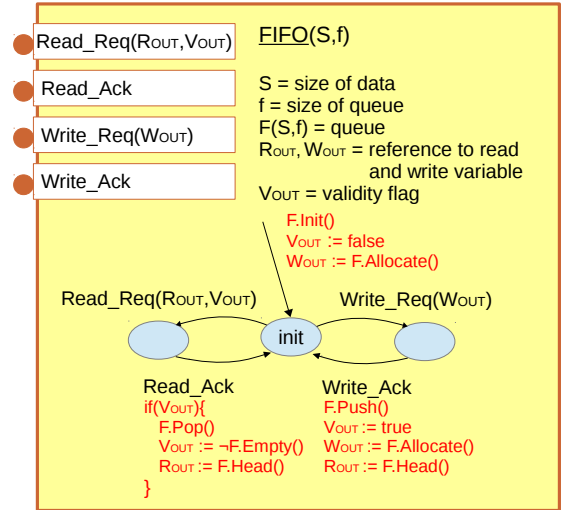 Read_Req(ROUT,VOUT)
Read_Ack
Write_Req(WOUT)
Write_Ack
FIFO(S,f)
S = size of data
f = size of queue
F(S,f) = queue
ROUT, WOUT = reference to read
and write variable
VOUT = validity flag
F.Init()
VOUT := false
WOUT := F.Allocate()
Read_Req(ROUT,VOUT)
Write_Req(WOUT)
init
Read_Ack
if(VOUT){
F.Pop()
VOUT := ¬F.Empty()
ROUT := F.Head()
}
Write_Ack
F.Push()
VOUT := true
WOUT := F.Allocate()
ROUT := F.Head()